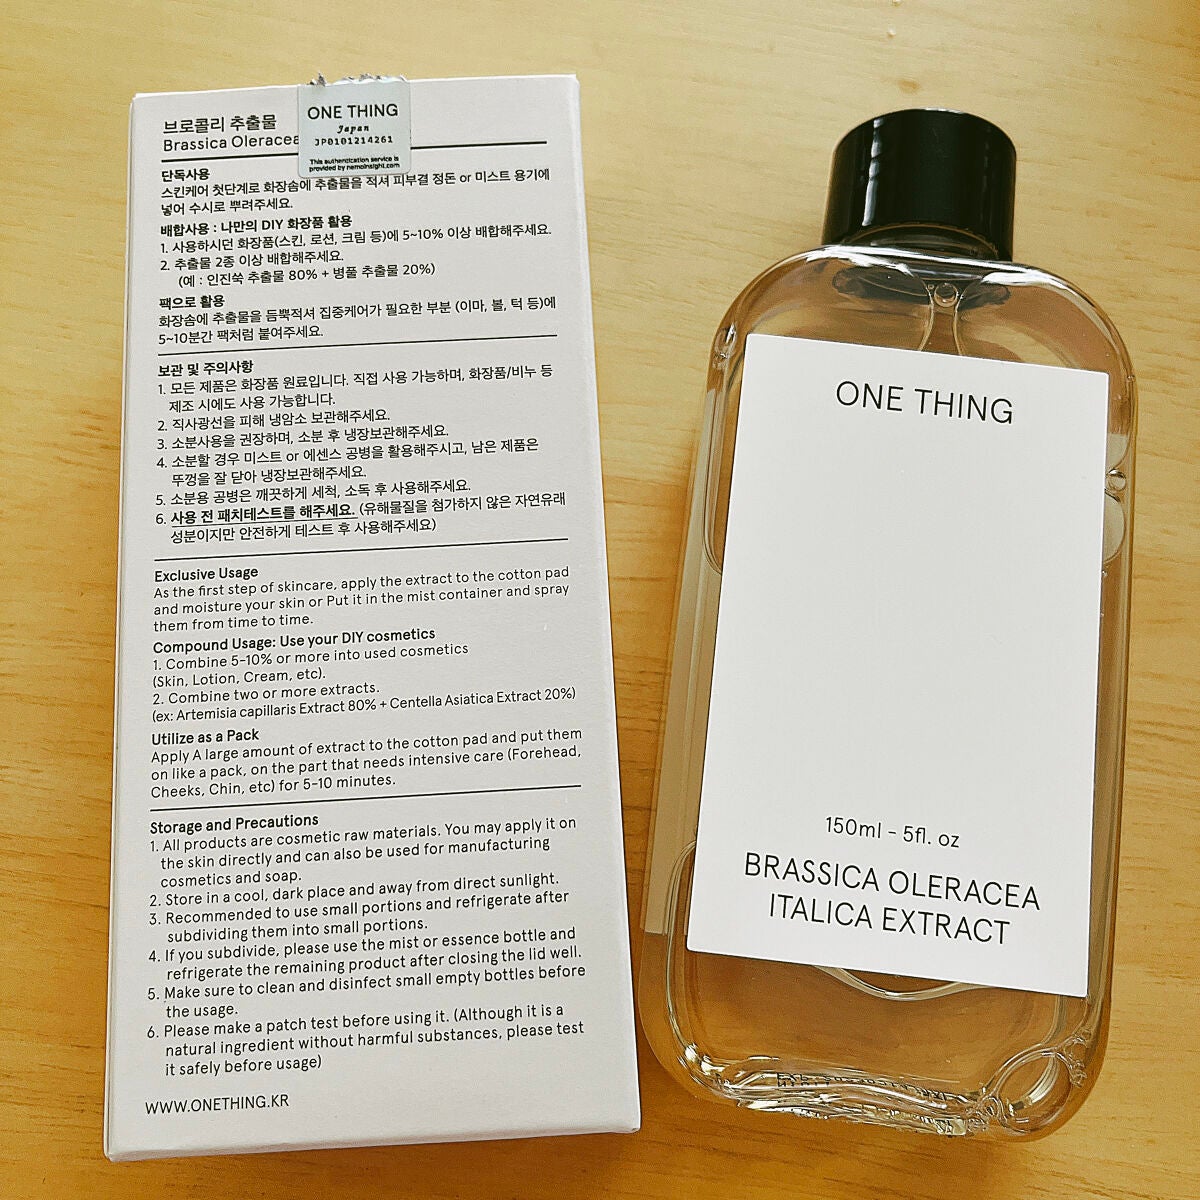 브로콜리 추출물
Brassica Oleracea
ONE THING
Japan
JP0101214261
This authentication service is
provided by nemoinsight.com
단독사용
스킨케어 첫단계로 화장솜에 추출물을 적셔 피부결 정돈 or 미스트 용기에
넣어 수시로 뿌려주세요.
배합사용 : 나만의 DIY 화장품 활용
1. 사용하시던 화장품(스킨, 로션, 크림 등)에 5~10% 이상 배합해주세요.
2. 추출물 2종 이상 배합해주세요.
(예 : 인진쑥 추출물 80% + 병풀 추출물 20%)
팩으로 활용
화장솜에 추출물을 듬뿍적셔 집중케어가 필요한 부분 (이마, 볼, 턱 등)에
5~10분간 팩처럼 붙여주세요.
보관 및 주의사항
1. 모든 제품은 화장품 원료입니다. 직접 사용 가능하며, 화장품/비누 등
제조 시에도 사용 가능합니다.
2. 직사광선을 피해 냉암소 보관해주세요.
3. 소분사용을 권장하며, 소분 후 냉장보관해주세요.
4. 소분할 경우 미스트 or 에센스 공병을 활용해주시고, 남은 제품은
뚜껑을 잘 닫아 냉장보관해주세요.
5. 소분용 공병은 깨끗하게 세척, 소독 후 사용해주세요.
6. 사용 전 패치테스트를 해주세요. (유해물질을 첨가하지 않은 자연유래
성분이지만 안전하게 테스트 후 사용해주세요)
Exclusive Usage
As the first step of skincare, apply the extract to the cotton pad
and moisture your skin or Put it in the mist container and spray
them from time to time.
Compound Usage: Use your DIY cosmetics
1. Combine 5-10% or more into used cosmetics
(Skin, Lotion, Cream, etc).
2. Combine two or more extracts.
(ex: Artemisia capillaris Extract 80% + Centella Asiatica Extract 20%)
Utilize as a Pack
Apply A large amount of extract to the cotton pad and put them
on like a pack, on the part that needs intensive care (Forehead,
Cheeks, Chin, etc) for 5-10 minutes.
Storage and Precautions
1. All products are cosmetic raw materials. You may apply it on
the skin directly and can also be used for manufacturing
cosmetics and soap.
2. Store in a cool, dark place and away from direct sunlight.
3. Recommended to use small portions and refrigerate after
subdividing them into small portions.
4. If you subdivide, please use the mist or essence bottle and
refrigerate the remaining product after closing the lid well.
5. Make sure to clean and disinfect small empty bottles before
the usage.
6. Please make a patch test before using it. (Although it is a
natural ingredient without harmful substances, please test
it safely before usage)
WWW.ONETHING.KR
ONE THING
150ml - 5fl. oz
BRASSICA OLERACEA
ITALICA EXTRACT